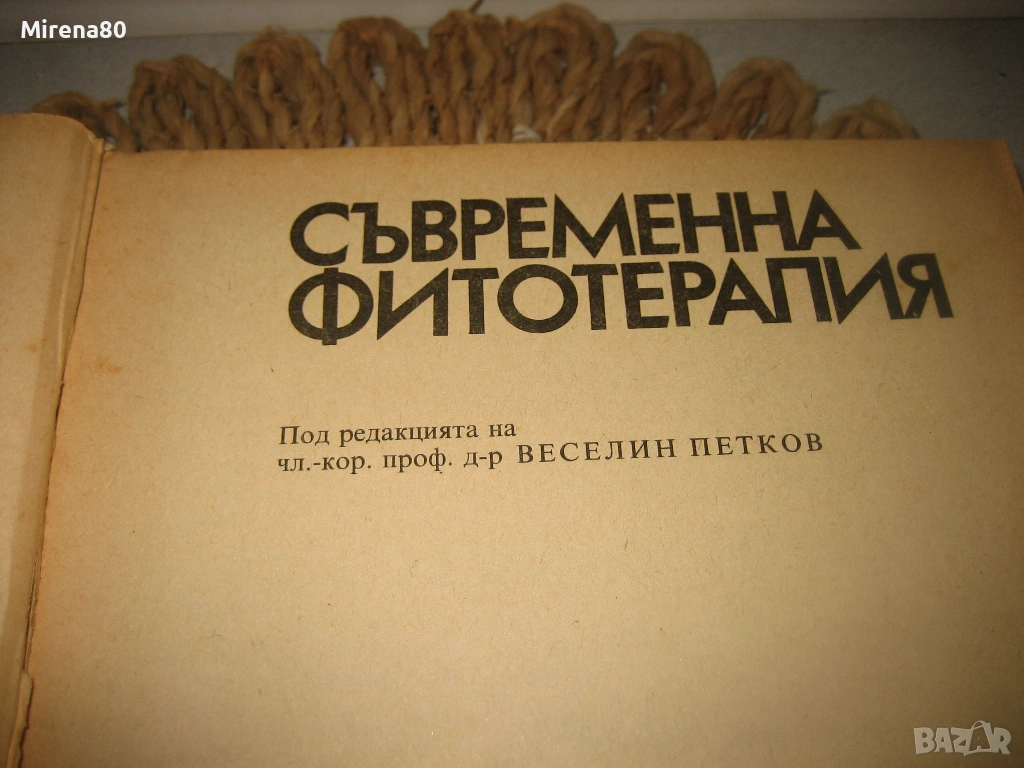 Mirena80
СЪВРЕМЕННА
ФИТОТЕРАПИЯ
Под редакцията на
чл.-кор. проф. д-р ВЕСЕЛИН ПЕТКОВ
BAZAR